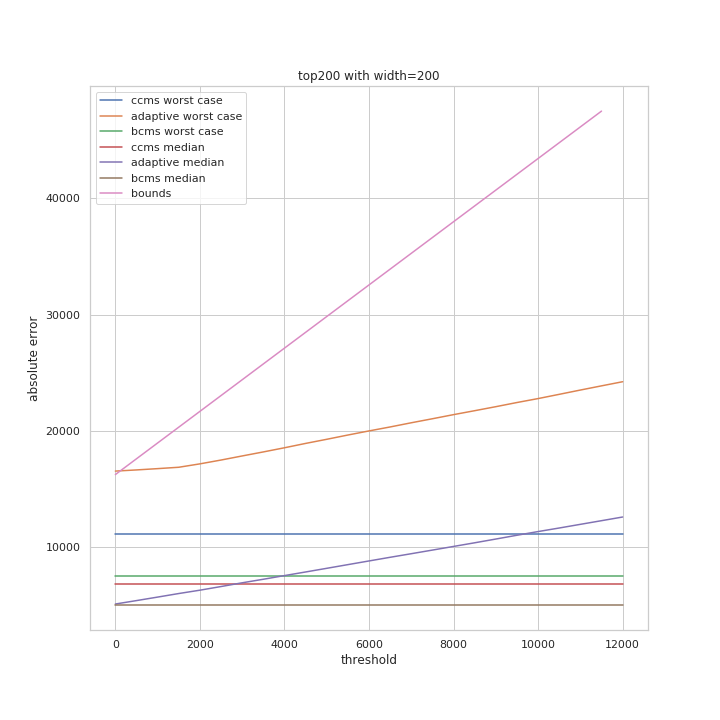 top200 with width=200
ccms worst case
adaptive worst case
bcms worst case
ccms median
adaptive median
bcms median
bounds
absolute error
40000
30000
20000
10000
0 2000 4000 6000 8000 10000 12000
threshold